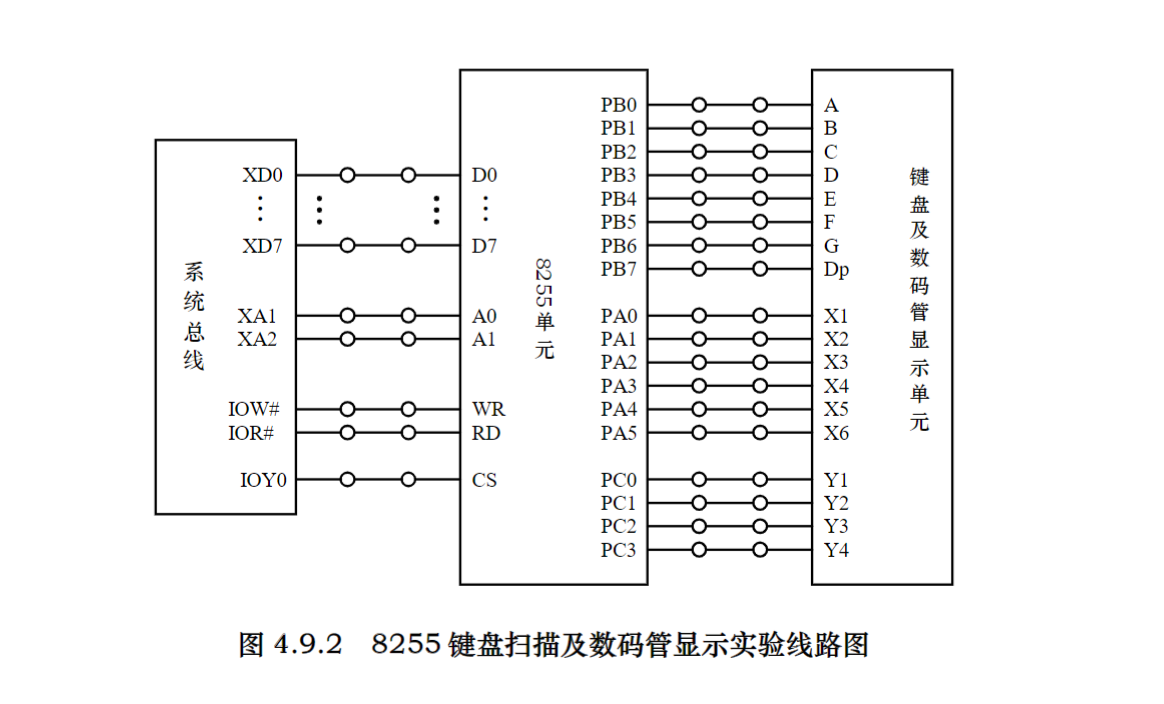 系统总线
XD0
⋮
XD7
XA1
XA2
IOW#
IOR#
IOY0
8255单元
D0
⋮
D7
A0
A1
WR
RD
CS
PB0
PB1
PB2
PB3
PB4
PB5
PB6
PB7
PA0
PA1
PA2
PA3
PA4
PA5
PC0
PC1
PC2
PC3
A
B
C
D
E
F
G
Dp
X1
X2
X3
X4
X5
X6
Y1
Y2
Y3
Y4
键盘及数码管显示单元
图 4.9.2 8255 键盘扫描及数码管显示实验线路图